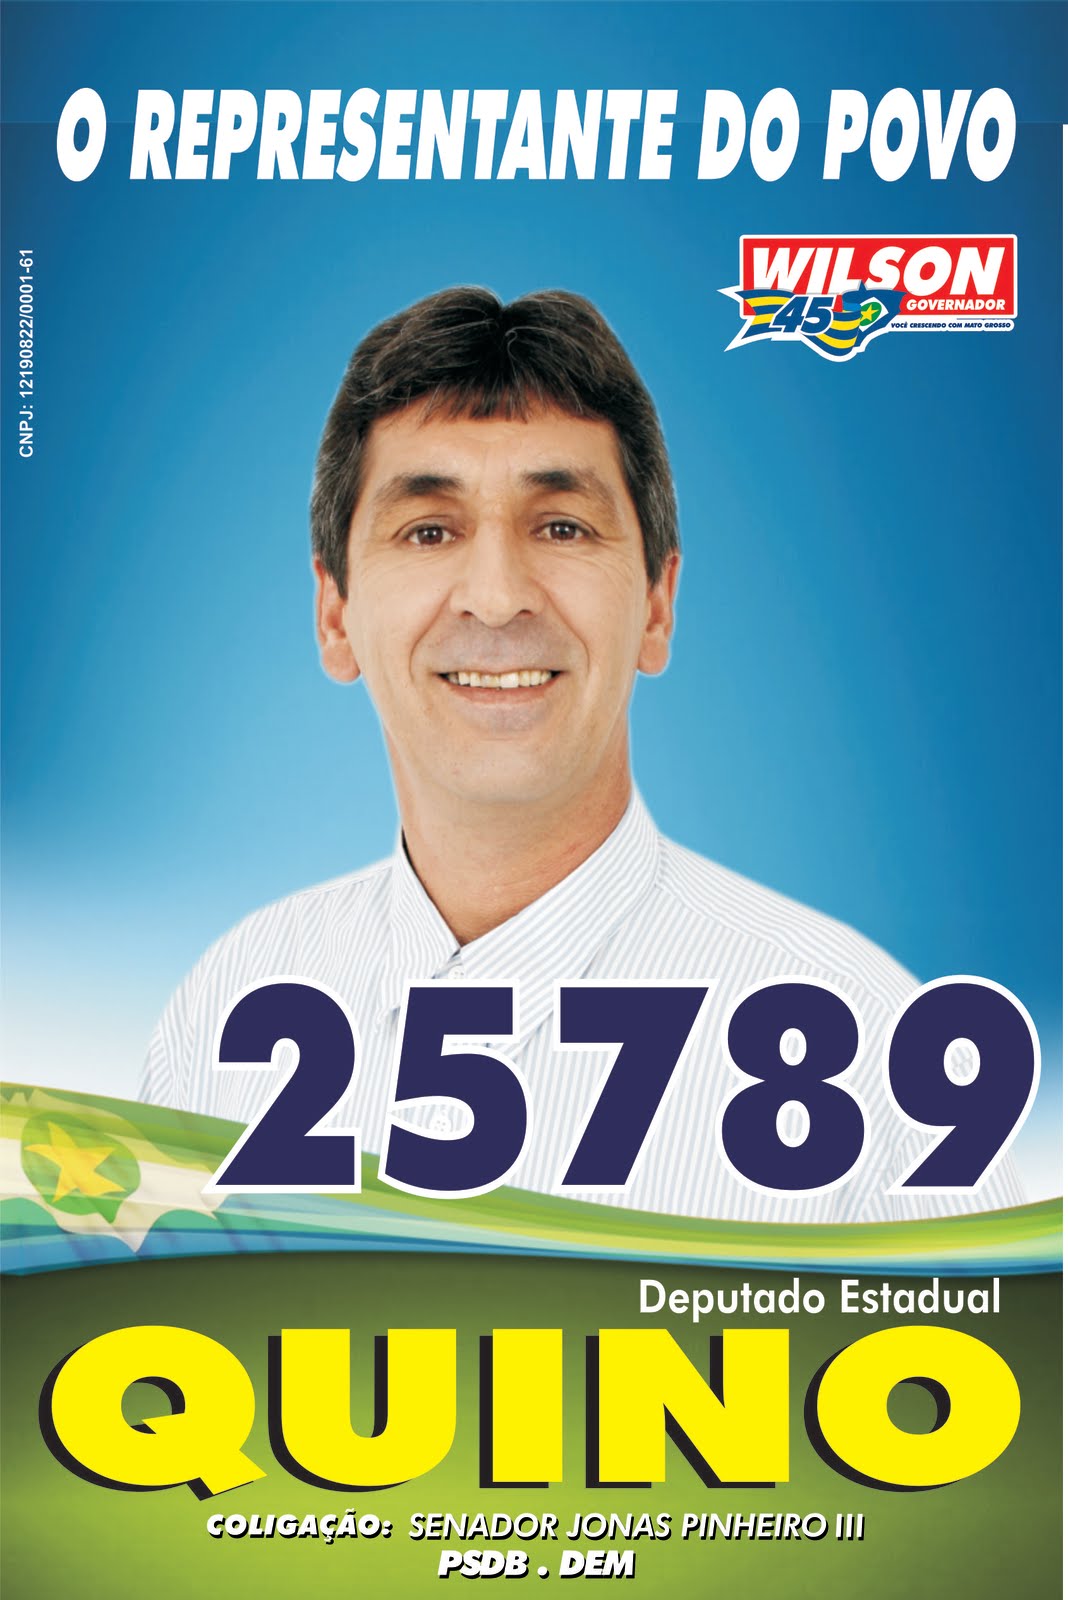 O REPRESENTANTE DO POVO
WILSON
45
GOVERNADOR
VOCÊ CRESCENDO COM MATO GROSSO
CNPJ: 12190822/0001-61
25789
Deputado Estadual
QUINO
COLIGAÇÃO: SENADOR JONAS PINHEIRO III
PSDB . DEM